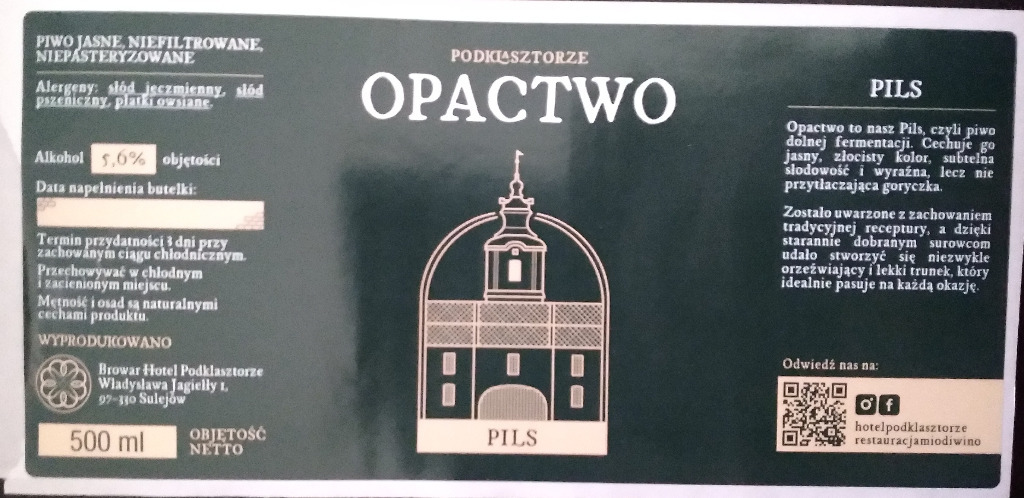 PIWO JASNE, NIEFILTROWANE,
NIEPASTERYZOWANE
Alergeny: słód jęczmienny, słód
pszeniczny, płatki owsiane.
Alkohol 5,6% objętości
Data napełnienia butelki:
Termin przydatności 3 dni przy
zachowanym ciągu chłodniczym.
Przechowywać w chłodnym
i zacienionym miejscu.
Mętność i osad są naturalnymi
cechami produktu.
WYPRODUKOWANO
Browar Hotel Podklasztorze
Władysława Jagiełły 1,
97-330 Sulejów
500 ml OBJĘTOŚĆ
NETTO
PODKLASZTORZE
OPACTWO
PILS
PILS
Opactwo to nasz Pils, czyli piwo
dolnej fermentacji. Cechuje go
jasny, złocisty kolor, subtelna
słodowość i wyraźna, lecz nie
przytłaczająca goryczka.
Zostało uwarzone z zachowaniem
tradycyjnej receptury, a dzięki
starannie dobranym surowcom
udało stworzyć się niezwykle
orzeźwiający i lekki trunek, który
idealnie pasuje na każdą okazję.
Odwiedź nas na:
hotelpodklasztorze
restauracjamiodiwino